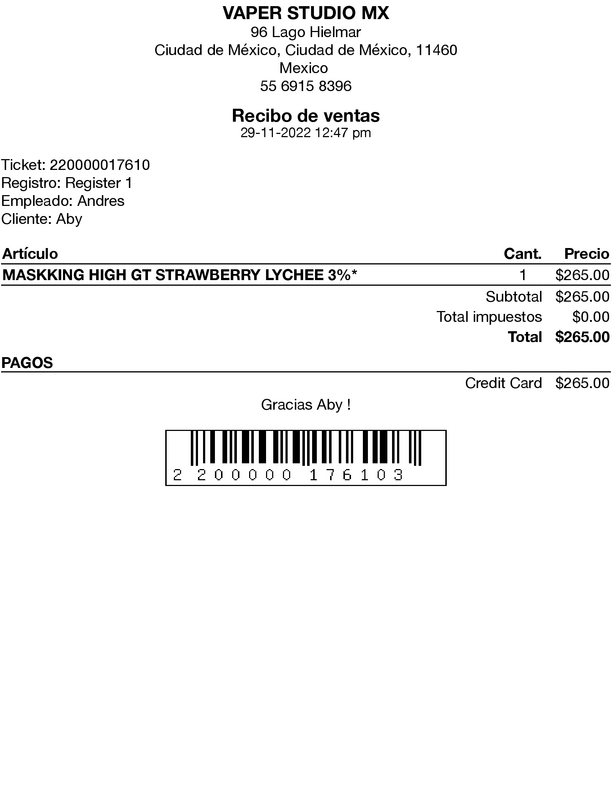 VAPER STUDIO MX
96 Lago Hielmar
Ciudad de México, Ciudad de México, 11460
Mexico
55 6915 8396
Recibo de ventas
29-11-2022 12:47 pm
Ticket: 220000017610
Registro: Register 1
Empleado: Andres
Cliente: Aby
Artículo Cant. Precio
MASKKING HIGH GT STRAWBERRY LYCHEE 3%* 1 $265.00
Subtotal $265.00
Total impuestos $0.00
Total $265.00
PAGOS
Credit Card $265.00
Gracias Aby !
2 200000 176103